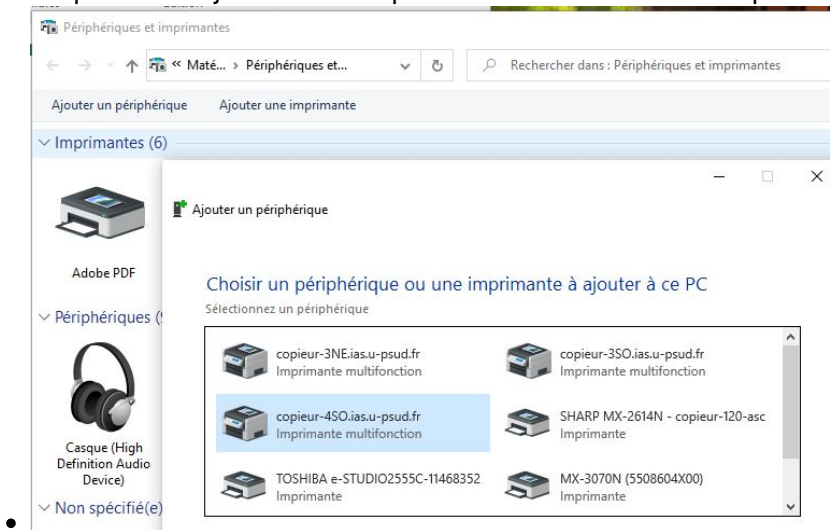 Périphériques et imprimantes
« Maté... > Périphériques et...
Rechercher dans : Périphériques et imprimantes
Ajouter un périphérique Ajouter une imprimante
Imprimantes (6)
Ajouter un périphérique
Adobe PDF
Choisir un périphérique ou une imprimante à ajouter à ce PC
Sélectionnez un périphérique
Périphériques (
copieur-3NE.ias.u-psud.fr
Imprimante multifonction
copieur-3SO.ias.u-psud.fr
Imprimante multifonction
copieur-4SO.ias.u-psud.fr
Imprimante multifonction
SHARP MX-2614N - copieur-120-asc
Imprimante
Casque (High
Definition Audio
Device)
TOSHIBA e-STUDIO2555C-11468352
Imprimante
MX-3070N (5508604X00)
Imprimante
Non spécifié(e)